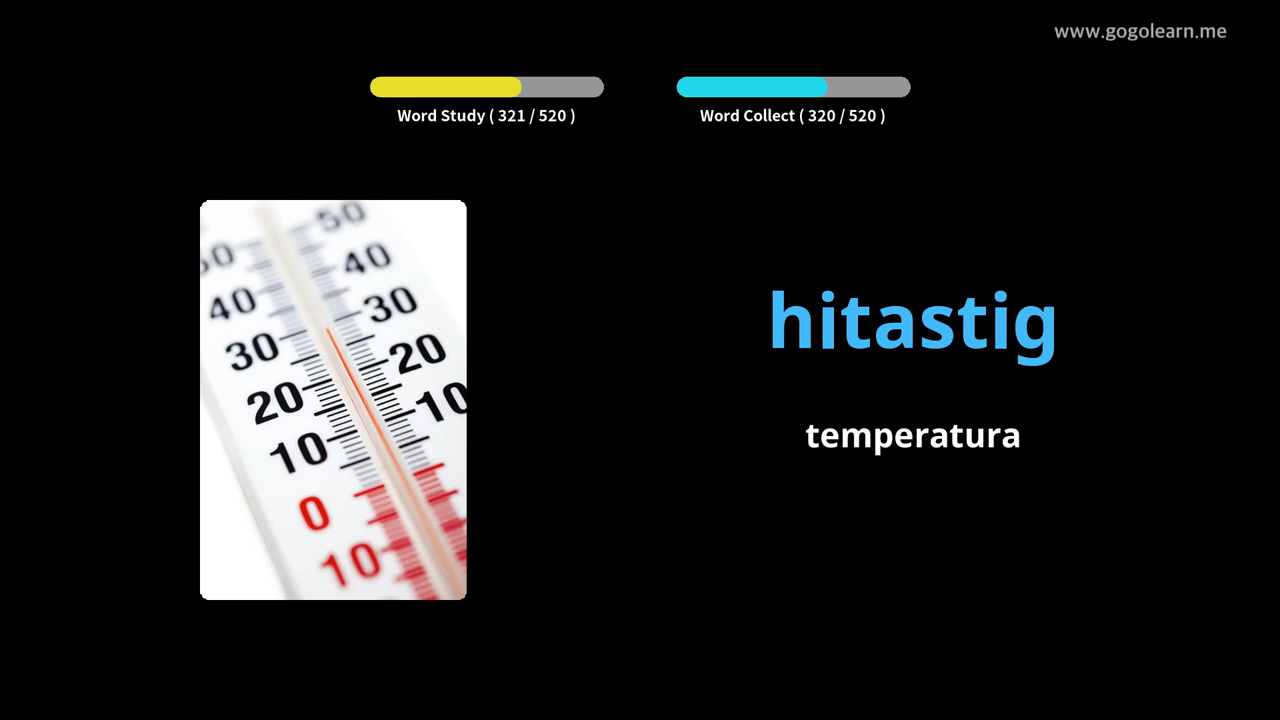 www.gogolearn.me
Word Study ( 321 / 520 )
Word Collect ( 320 / 520 )
50
50
40
40
30
30
20
20
10
10
0
10
hitastig
temperatura